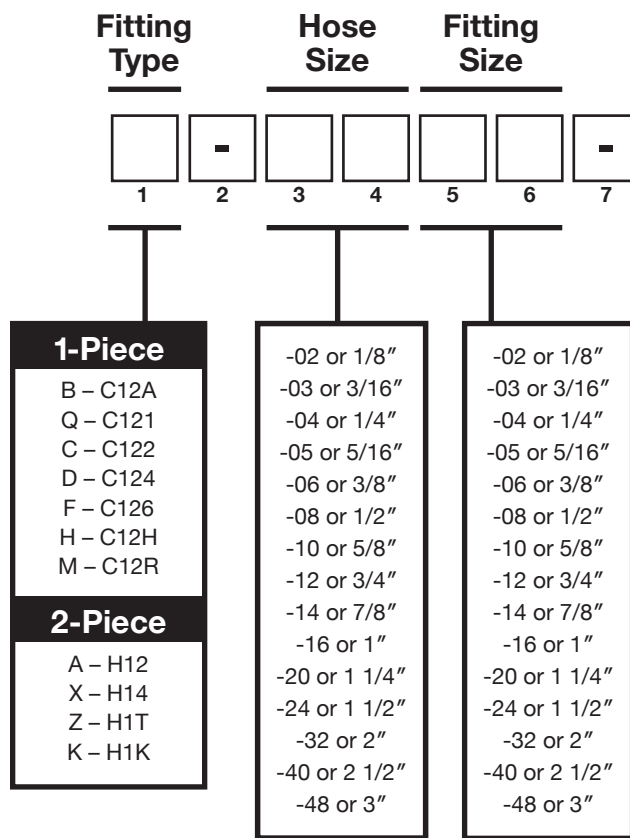 Fitting Type
Hose Size
Fitting Size
- -
1 2 3 4 5 6 7
1-Piece
B – C12A
Q – C121
C – C122
D – C124
F – C126
H – C12H
M – C12R
2-Piece
A – H12
X – H14
Z – H1T
K – H1K
-02 or 1/8″
-03 or 3/16″
-04 or 1/4″
-05 or 5/16″
-06 or 3/8″
-08 or 1/2″
-10 or 5/8″
-12 or 3/4″
-14 or 7/8″
-16 or 1″
-20 or 1 1/4″
-24 or 1 1/2″
-32 or 2″
-40 or 2 1/2″
-48 or 3″
-02 or 1/8″
-03 or 3/16″
-04 or 1/4″
-05 or 5/16″
-06 or 3/8″
-08 or 1/2″
-10 or 5/8″
-12 or 3/4″
-14 or 7/8″
-16 or 1″
-20 or 1 1/4″
-24 or 1 1/2″
-32 or 2″
-40 or 2 1/2″
-48 or 3″